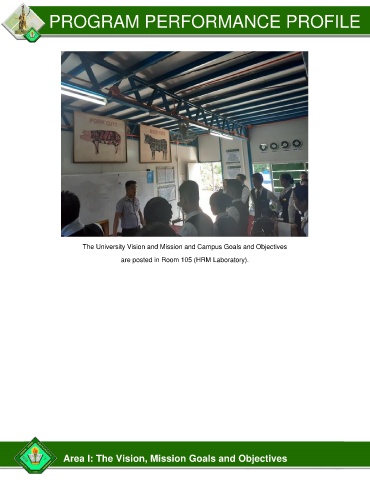 PROGRAM PERFORMANCE PROFILE
The University Vision and Mission and Campus Goals and Objectives
are posted in Room 105 (HRM Laboratory).
Area I: The Vision, Mission Goals and Objectives